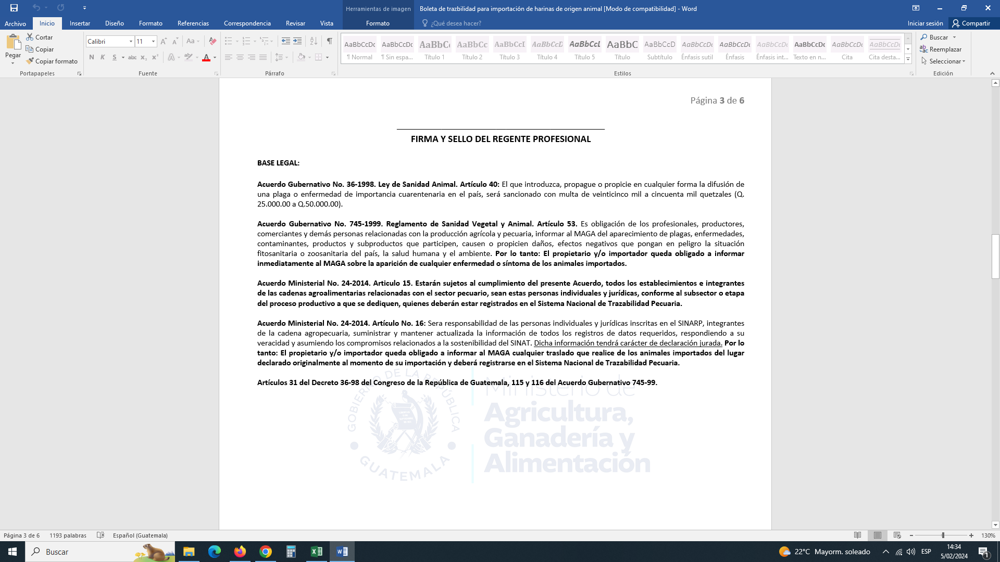 Herramientas de imagen
Boleta de trazbilidad para importación de harinas de origen animal [Modo de compatibilidad] - Word
Archivo
Inicio
Insertar
Diseño
Formato
Referencias
Correspondencia
Revisar
Vista
Formato
¿Qué desea hacer?
Iniciar sesión
Compartir
Pegar
Cortar
Copiar
Copiar formato
Portapapeles
Calibri
11
N K S abc x₂ x²
Fuente
Párrafo
AaBbCcDc
¶ Normal
AaBbCcDc
¶ Sin espa...
AaBbC
Título 1
AaBbCc
Título 2
AaBbCcI
Título 3
AaBbCcD
Título 4
AaBbCcL
Título 5
AaBbC
Título
AaBbCcD
Subtítulo
AaBbCcDc
Énfasis sutil
AaBbCcDc
Énfasis
AaBbCcDc
Énfasis int...
AaBbCcDc
Texto en n...
AaBbCcDc
Cita
AaBbCcDc
Cita desta...
Estilos
Buscar
Reemplazar
Seleccionar
Edición
Página 3 de 6
FIRMA Y SELLO DEL REGENTE PROFESIONAL
BASE LEGAL:
Acuerdo Gubernativo No. 36-1998. Ley de Sanidad Animal. Artículo 40: El que introduzca, propague o propicie en cualquier forma la difusión de
una plaga o enfermedad de importancia cuarentenaria en el país, será sancionado con multa de veinticinco mil a cincuenta mil quetzales (Q.
25.000.00 a Q.50.000.00).
Acuerdo Gubernativo No. 745-1999. Reglamento de Sanidad Vegetal y Animal. Artículo 53. Es obligación de los profesionales, productores,
comerciantes y demás personas relacionadas con la producción agrícola y pecuaria, informar al MAGA del aparecimiento de plagas, enfermedades,
contaminantes, productos y subproductos que participen, causen o propicien daños, efectos negativos que pongan en peligro la situación
fitosanitaria o zoosanitaria del país, la salud humana y el ambiente. Por lo tanto: El propietario y/o importador queda obligado a informar
inmediatamente al MAGA sobre la aparición de cualquier enfermedad o síntoma de los animales importados.
Acuerdo Ministerial No. 24-2014. Articulo 15. Estarán sujetos al cumplimiento del presente Acuerdo, todos los establecimientos e integrantes
de las cadenas agroalimentarias relacionadas con el sector pecuario, sean estas personas individuales y jurídicas, conforme al subsector o etapa
del proceso productivo a que se dediquen, quienes deberán estar registrados en el Sistema Nacional de Trazabilidad Pecuaria.
Acuerdo Ministerial No. 24-2014. Artículo No. 16: Sera responsabilidad de las personas individuales y jurídicas inscritas en el SINARP, integrantes
de la cadena agropecuaria, suministrar y mantener actualizada la información de todos los registros de datos requeridos, respondiendo a su
veracidad y asumiendo los compromisos relacionados a la sostenibilidad del SINAT. Dicha información tendrá carácter de declaración jurada. Por lo
tanto: El propietario y/o importador queda obligado a informar al MAGA cualquier traslado que realice de los animales importados del lugar
declarado originalmente al momento de su importación y deberá registrarse en el Sistema Nacional de Trazabilidad Pecuaria.
Artículos 31 del Decreto 36-98 del Congreso de la República de Guatemala, 115 y 116 del Acuerdo Gubernativo 745-99.
GOBIERNO DE LA REPÚBLICA
GUATEMALA
Ministerio de
Agricultura,
Ganadería y
Alimentación
Página 3 de 6
1193 palabras
Español (Guatemala)
130%
Buscar
22°C Mayorm. soleado
ESP
14:34
5/02/2024
1